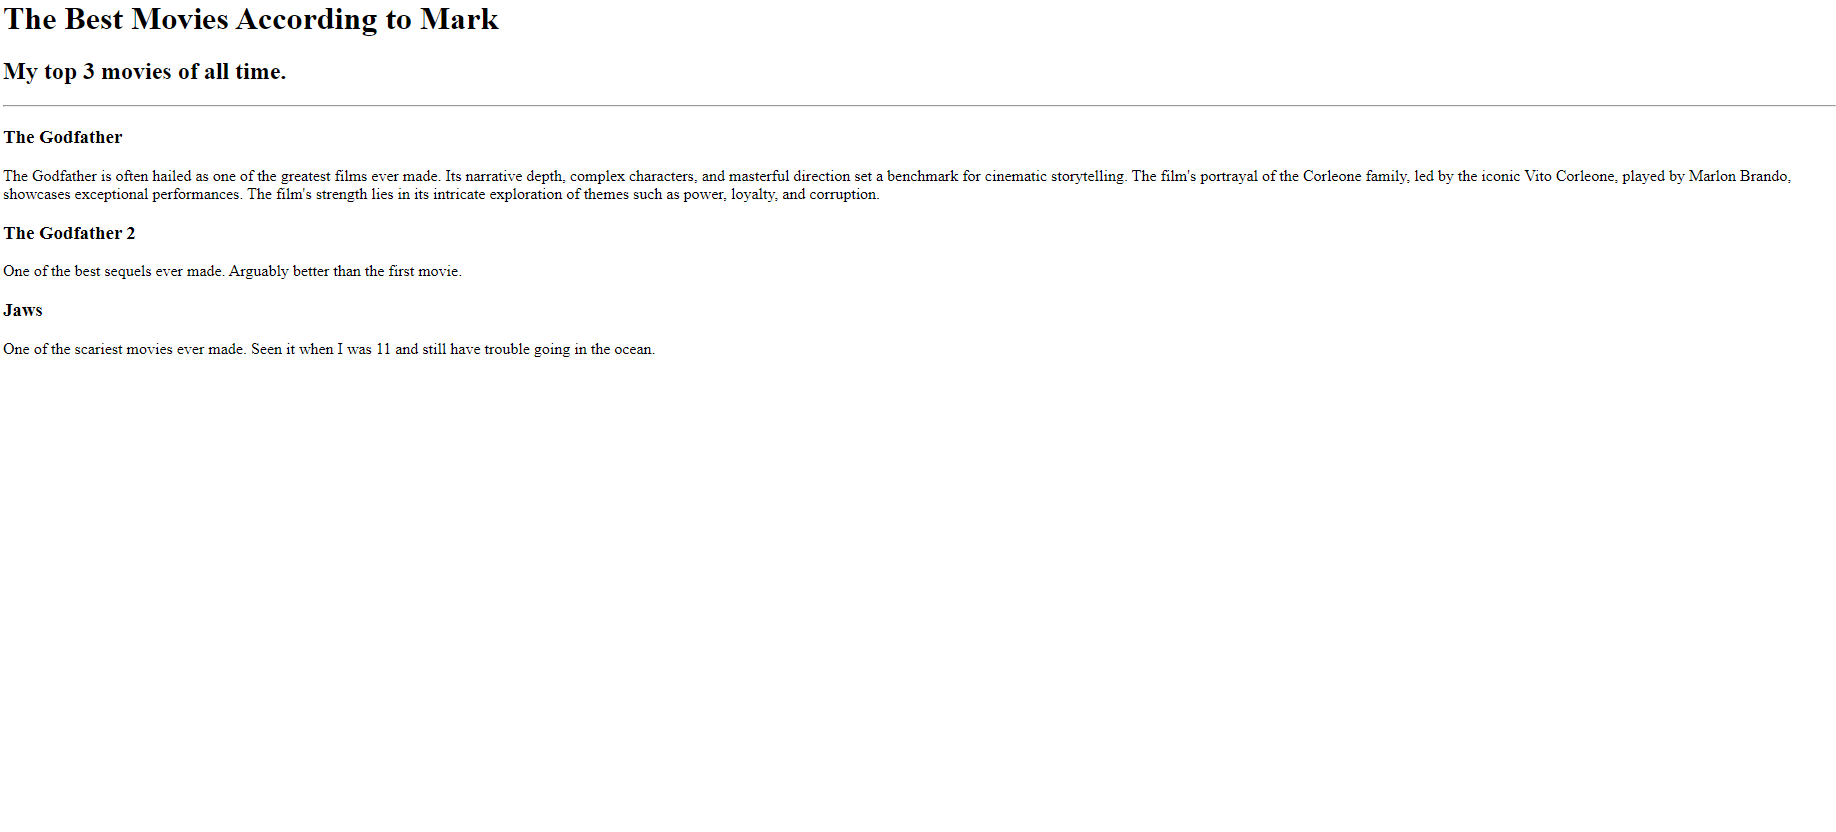 The Best Movies According to Mark
My top 3 movies of all time.
The Godfather
The Godfather is often hailed as one of the greatest films ever made. Its narrative depth, complex characters, and masterful direction set a benchmark for cinematic storytelling. The film's portrayal of the Corleone family, led by the iconic Vito Corleone, played by Marlon Brando,
showcases exceptional performances. The film's strength lies in its intricate exploration of themes such as power, loyalty, and corruption.
The Godfather 2
One of the best sequels ever made. Arguably better than the first movie.
Jaws
One of the scariest movies ever made. Seen it when I was 11 and still have trouble going in the ocean.